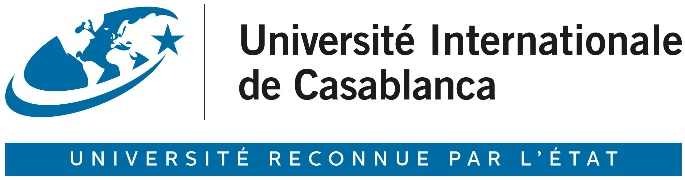 Université Internationale
de Casablanca
UNIVERSITÉ RECONNUE PAR L'ÉTAT